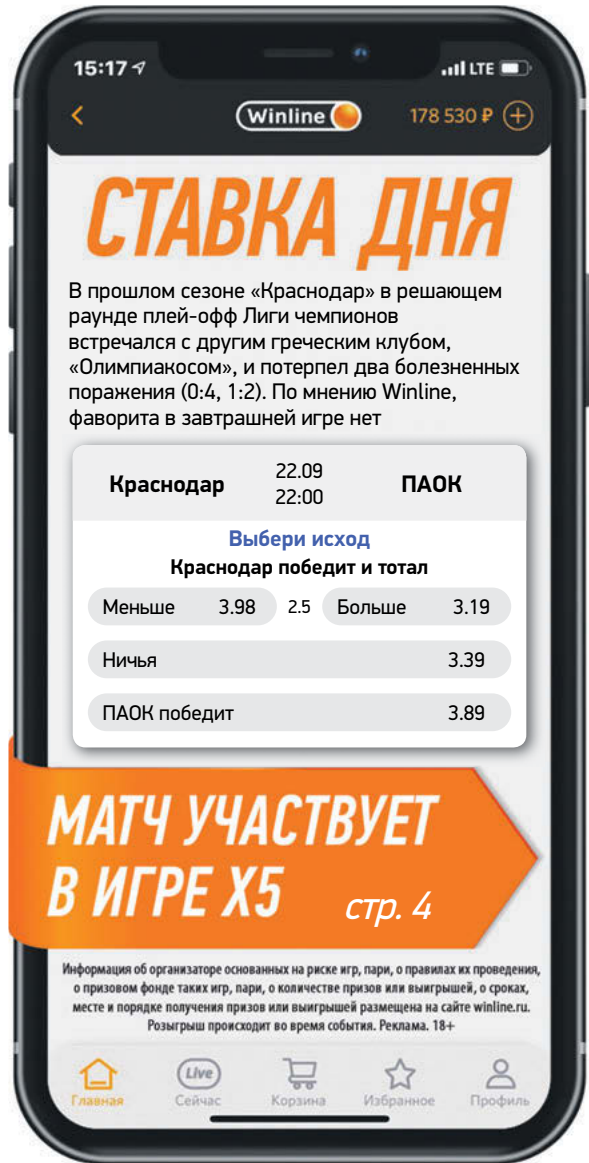 15:17
LTE
Winline
178 530 ₽
СТАВКА ДНЯ
В прошлом сезоне «Краснодар» в решающем
раунде плей-офф Лиги чемпионов
встречался с другим греческим клубом,
«Олимпиакосом», и потерпел два болезненных
поражения (0:4, 1:2). По мнению Winline,
фаворита в завтрашней игре нет
Краснодар 22.09 22:00 ПАОК
Выбери исход
Краснодар победит и тотал
Меньше 3.98 2.5 Больше 3.19
Ничья 3.39
ПАОК победит 3.89
МАТЧ УЧАСТВУЕТ
В ИГРЕ X5 стр. 4
Информация об организаторе основанных на риске игр, пари, о правилах их проведения,
о призовом фонде таких игр, пари, о количестве призов или выигрышей, о сроках,
месте и порядке получения призов или выигрышей размещена на сайте winline.ru.
Розыгрыш происходит во время события. Реклама. 18+
Live
Главная Сейчас Корзина Избранное Профиль